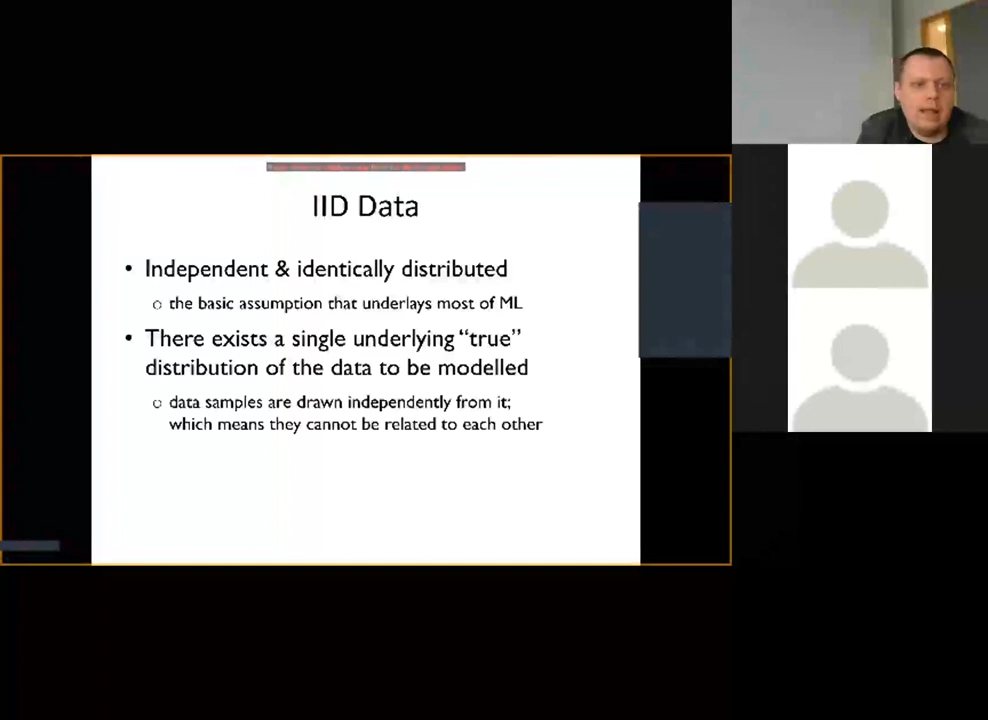 IID Data
• Independent & identically distributed
○ the basic assumption that underlays most of ML
• There exists a single underlying “true”
distribution of the data to be modelled
○ data samples are drawn independently from it;
which means they cannot be related to each other